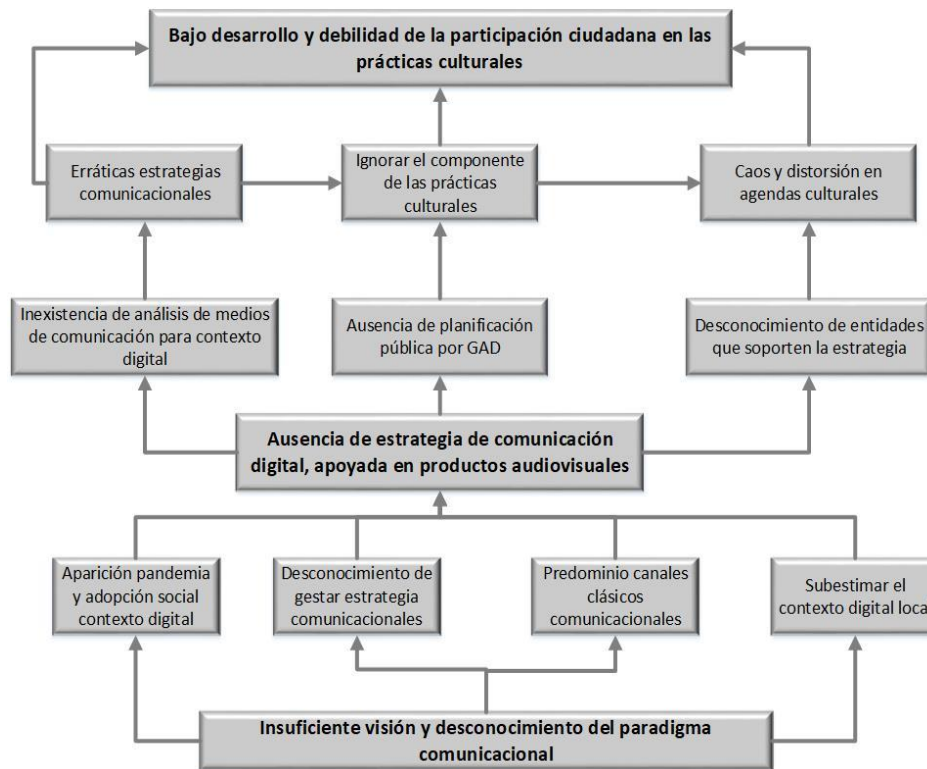 Bajo desarrollo y debilidad de la participación ciudadana en las
prácticas culturales
Erráticas estrategias
comunicacionales
Ignorar el componente
de las prácticas
culturales
Caos y distorsión en
agendas culturales
Inexistencia de análisis de medios
de comunicación para contexto
digital
Ausencia de planificación
pública por GAD
Desconocimiento de entidades
que soporten la estrategia
Ausencia de estrategia de comunicación
digital, apoyada en productos audiovisuales
Aparición pandemia
y adopción social
contexto digital
Desconocimiento de
gestar estrategia
comunicacionales
Predominio canales
clásicos
comunicacionales
Subestimar el
contexto digital loca
Insuficiente visión y desconocimiento del paradigma
comunicacional